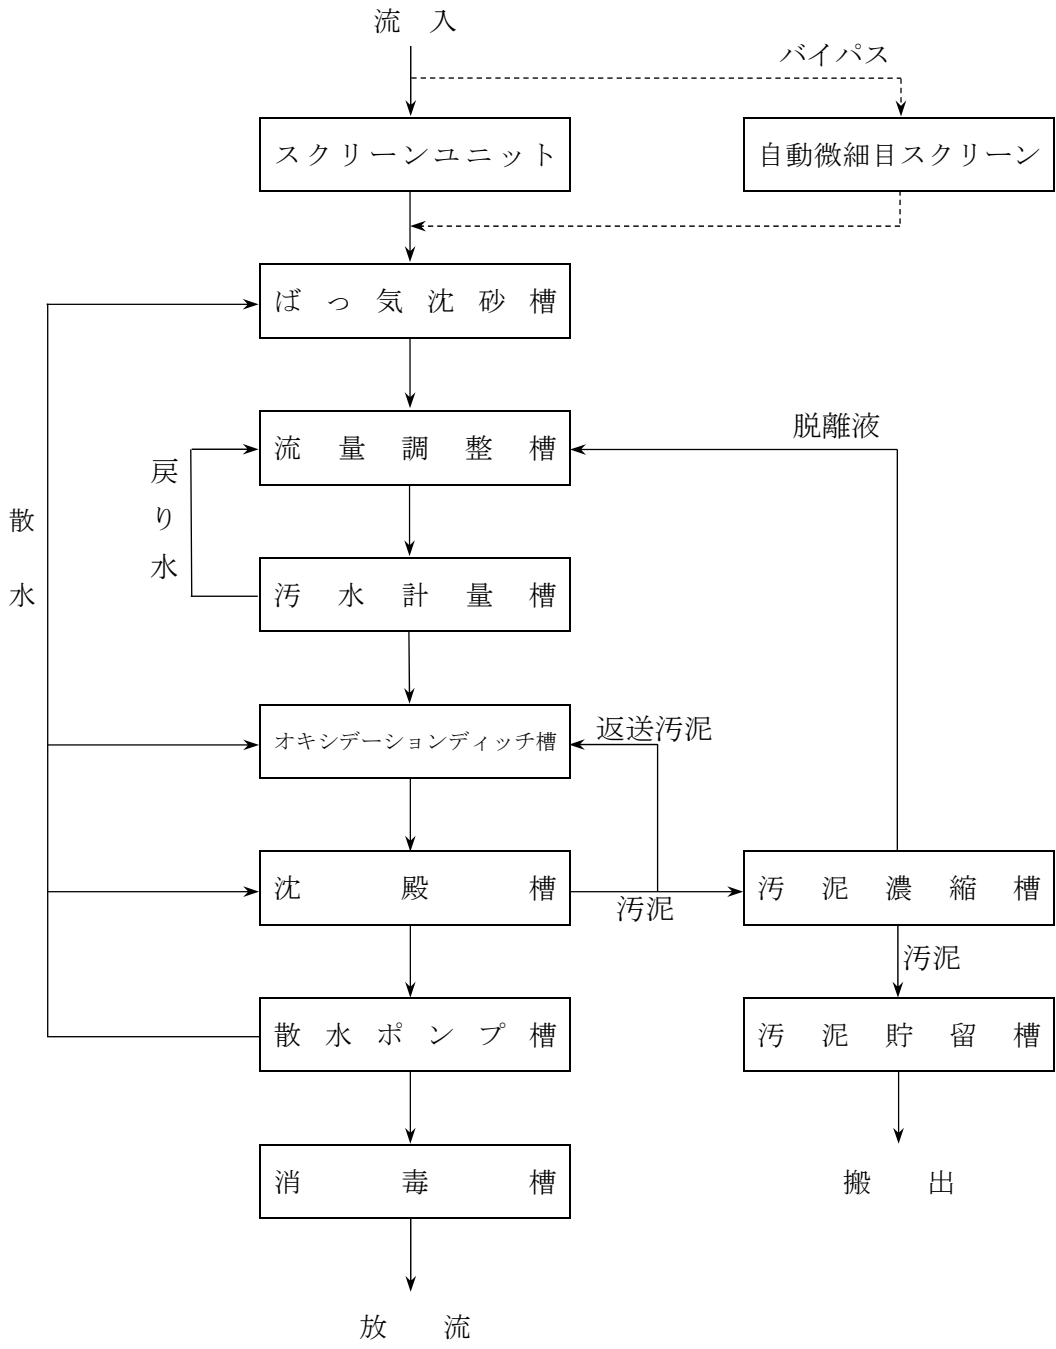 流 入
バイパス
スクリーンユニット
自動微細目スクリーン
ばっ気沈砂槽
脱離液
流量調整槽
戻り水
散水
汚水計量槽
返送汚泥
オキシデーションディッチ槽
沈殿槽
汚泥
汚泥濃縮槽
汚泥
散水ポンプ槽
汚泥貯留槽
消毒槽
搬 出
放 流